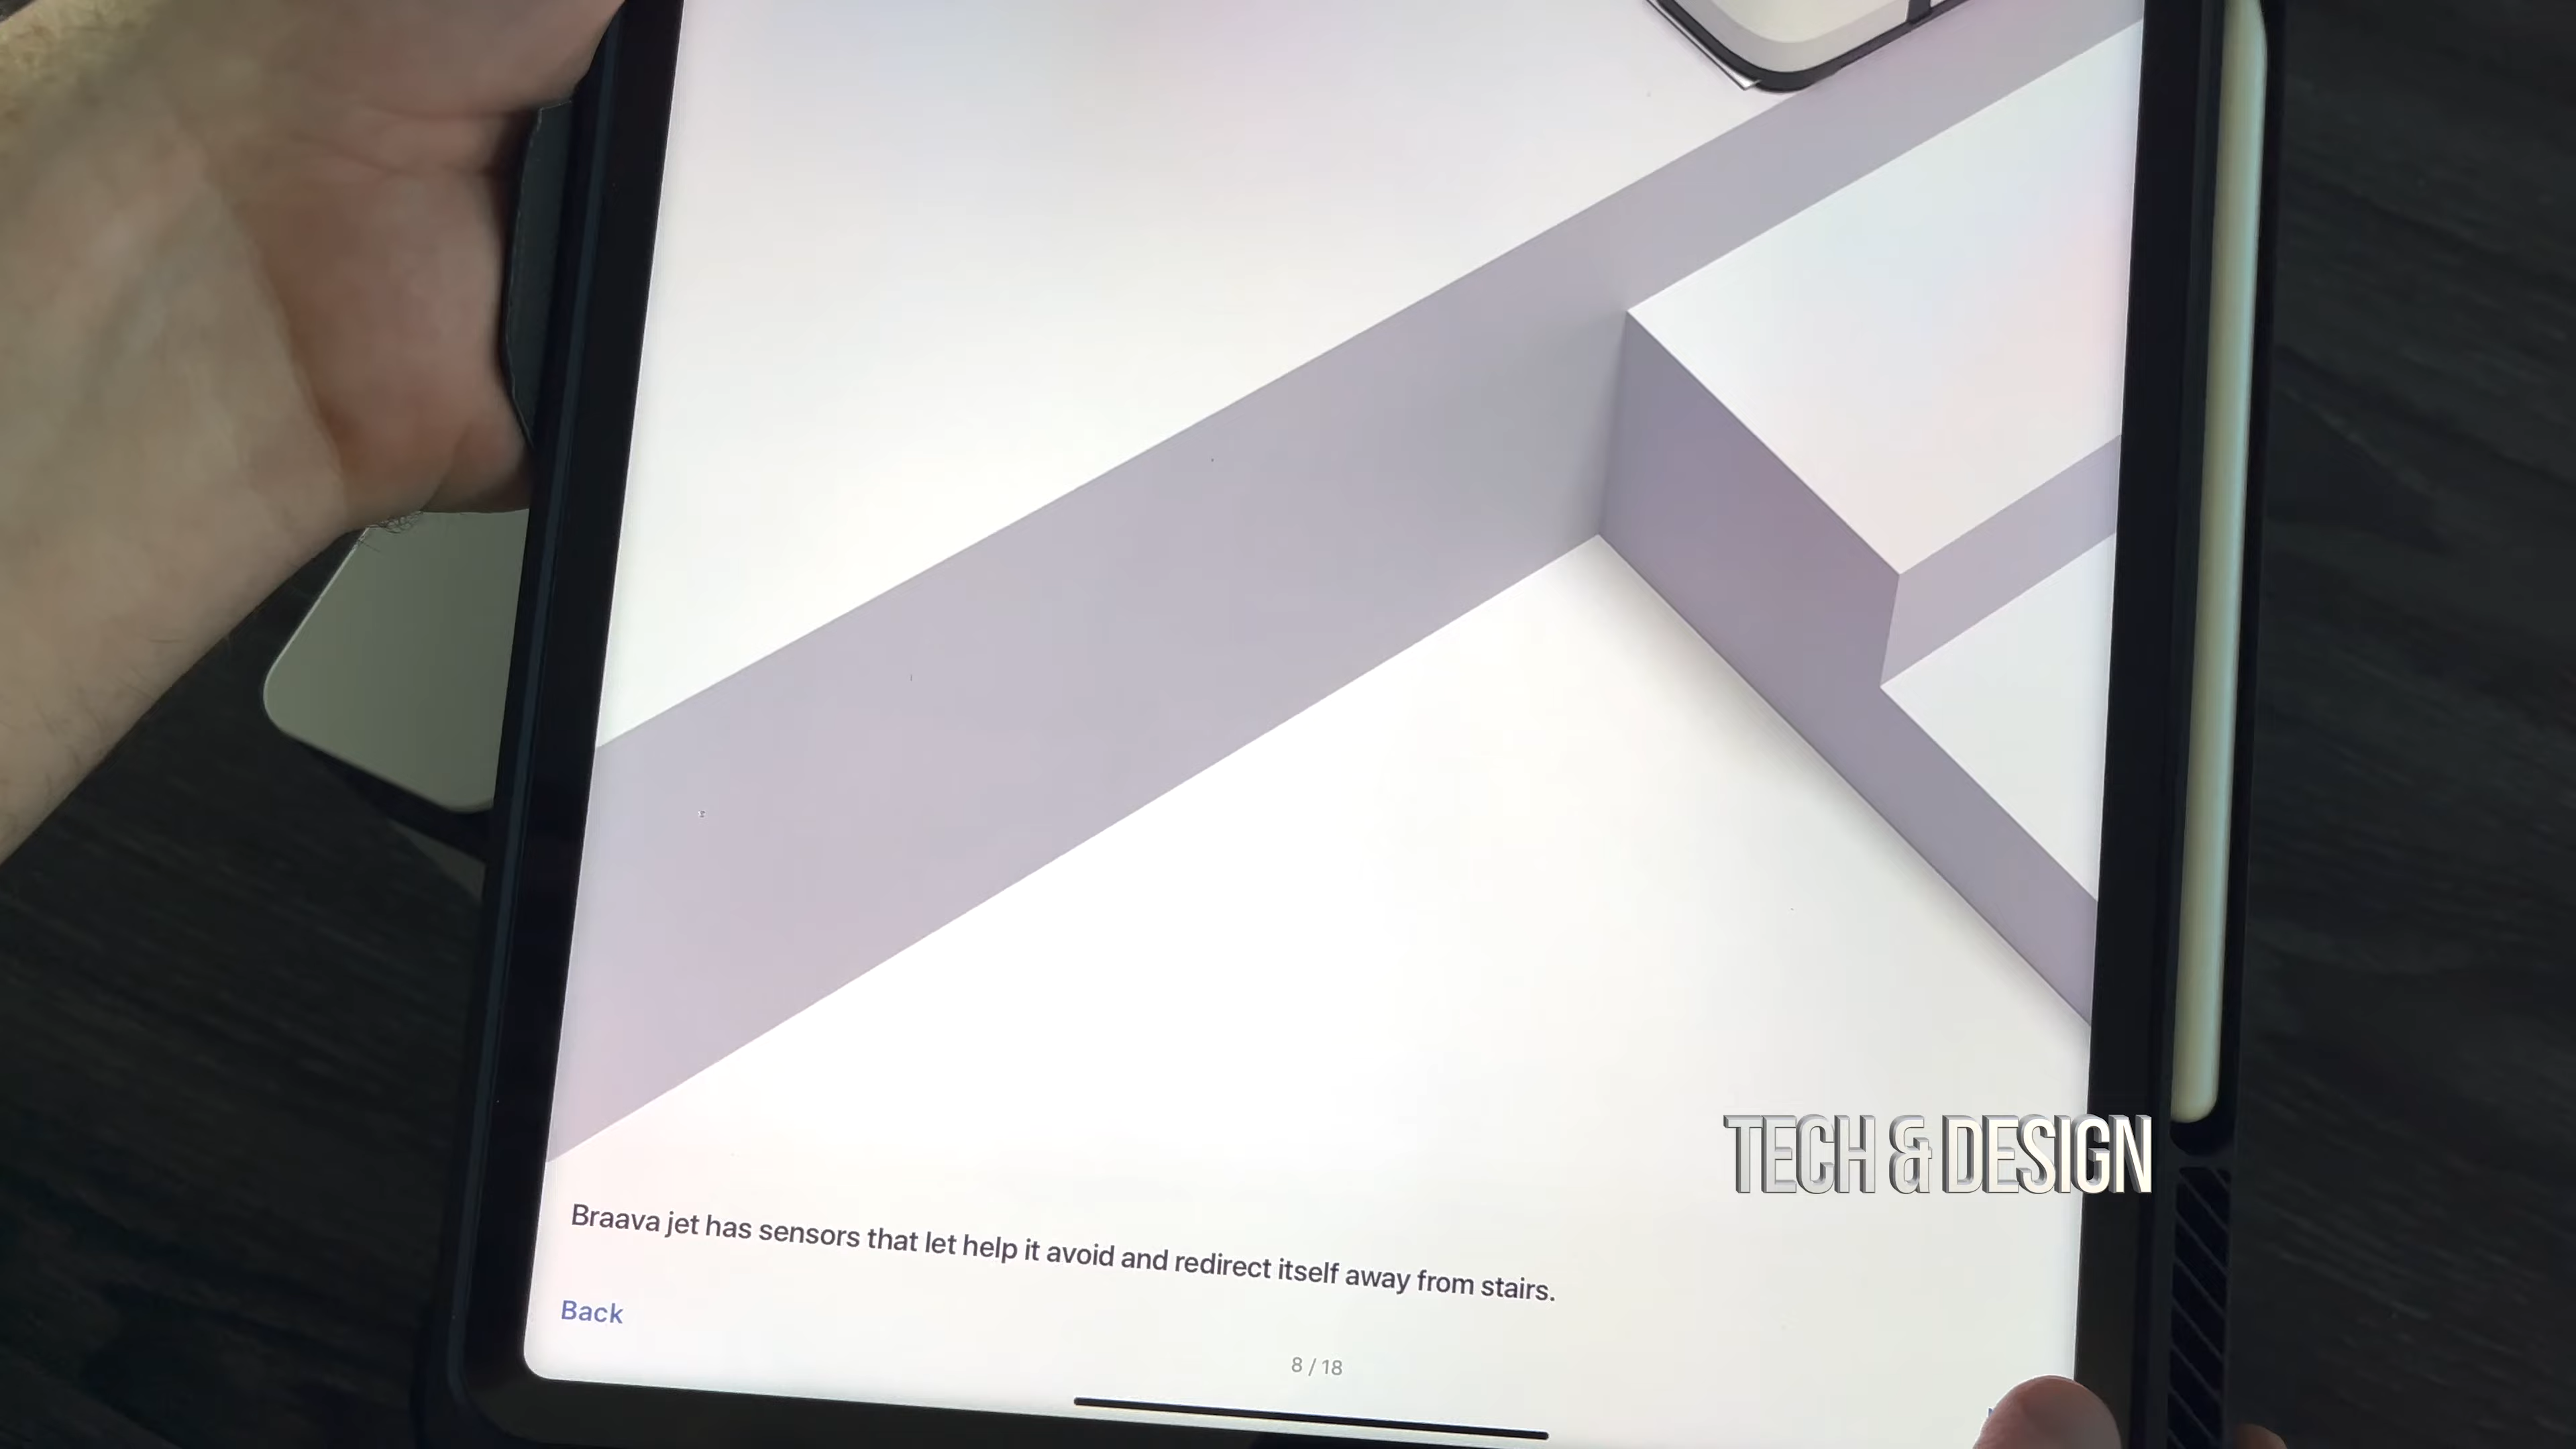 TECH & DESIGN
Braava jet has sensors that let help it avoid and redirect itself away from stairs.
Back
8 / 18